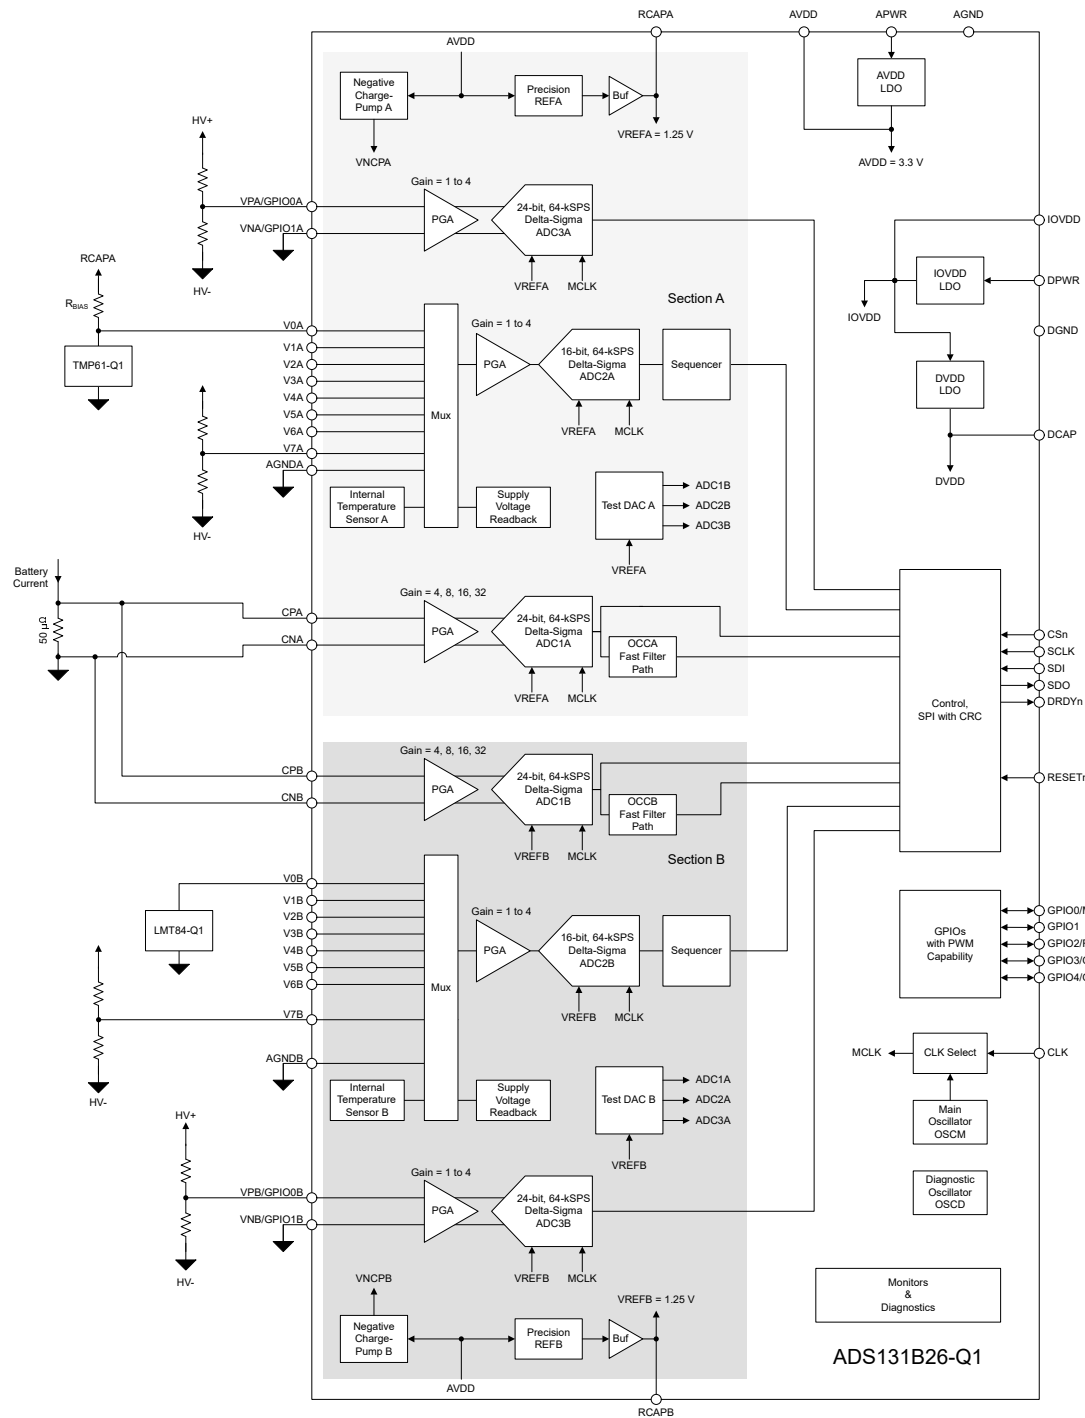 RCAPA
AVDD
APWR
AGND
AVDD
Negative
Charge-
Pump A
Precision
REFA
Buf
AVDD
LDO
HV+
VNCPA
VREFA = 1.25 V
AVDD = 3.3 V
Gain = 1 to 4
VPA/GPIO0A
PGA
24-bit, 64-kSPS
Delta-Sigma
ADC3A
VNA/GPIO1A
IOVDD
RCAPA
HV-
VREFA
MCLK
IOVDD
LDO
DPWR
Section A
IOVDD
RBIAS
V0A
Gain = 1 to 4
DGND
TMP61-Q1
V1A
V2A
V3A
V4A
V5A
V6A
V7A
AGNDA
Mux
PGA
16-bit, 64-kSPS
Delta-Sigma
ADC2A
Sequencer
DVDD
LDO
VREFA
MCLK
DCAP
DVDD
Internal
Temperature
Sensor A
Supply
Voltage
Readback
Test DAC A
ADC1B
ADC2B
ADC3B
HV-
VREFA
Battery
Current
50 µΩ
Gain = 4, 8, 16, 32
CPA
CNA
PGA
24-bit, 64-kSPS
Delta-Sigma
ADC1A
OCCA
Fast Filter
Path
VREFA
MCLK
Control,
SPI with CRC
CSn
SCLK
SDI
SDO
DRDYn
Gain = 4, 8, 16, 32
CPB
CNB
PGA
24-bit, 64-kSPS
Delta-Sigma
ADC1B
OCCB
Fast Filter
Path
RESETn
VREFB
MCLK
Section B
V0B
LMT84-Q1
V1B
V2B
V3B
V4B
V5B
V6B
V7B
AGNDB
Mux
Gain = 1 to 4
PGA
16-bit, 64-kSPS
Delta-Sigma
ADC2B
Sequencer
VREFB
MCLK
GPIOs
with PWM
Capability
GPIO0/M
GPIO1
GPIO2/F
GPIO3/O
GPIO4/O
MCLK
CLK Select
CLK
HV-
Internal
Temperature
Sensor B
Supply
Voltage
Readback
Test DAC B
ADC1A
ADC2A
ADC3A
Main
Oscillator
OSCM
HV+
VREFB
Gain = 1 to 4
VPB/GPIO0B
VNB/GPIO1B
PGA
24-bit, 64-kSPS
Delta-Sigma
ADC3B
Diagnostic
Oscillator
OSCD
HV-
VREFB
MCLK
VNCPB
VREFB = 1.25 V
Monitors
&
Diagnostics
Negative
Charge-
Pump B
Precision
REFB
Buf
AVDD
RCAPB
ADS131B26-Q1